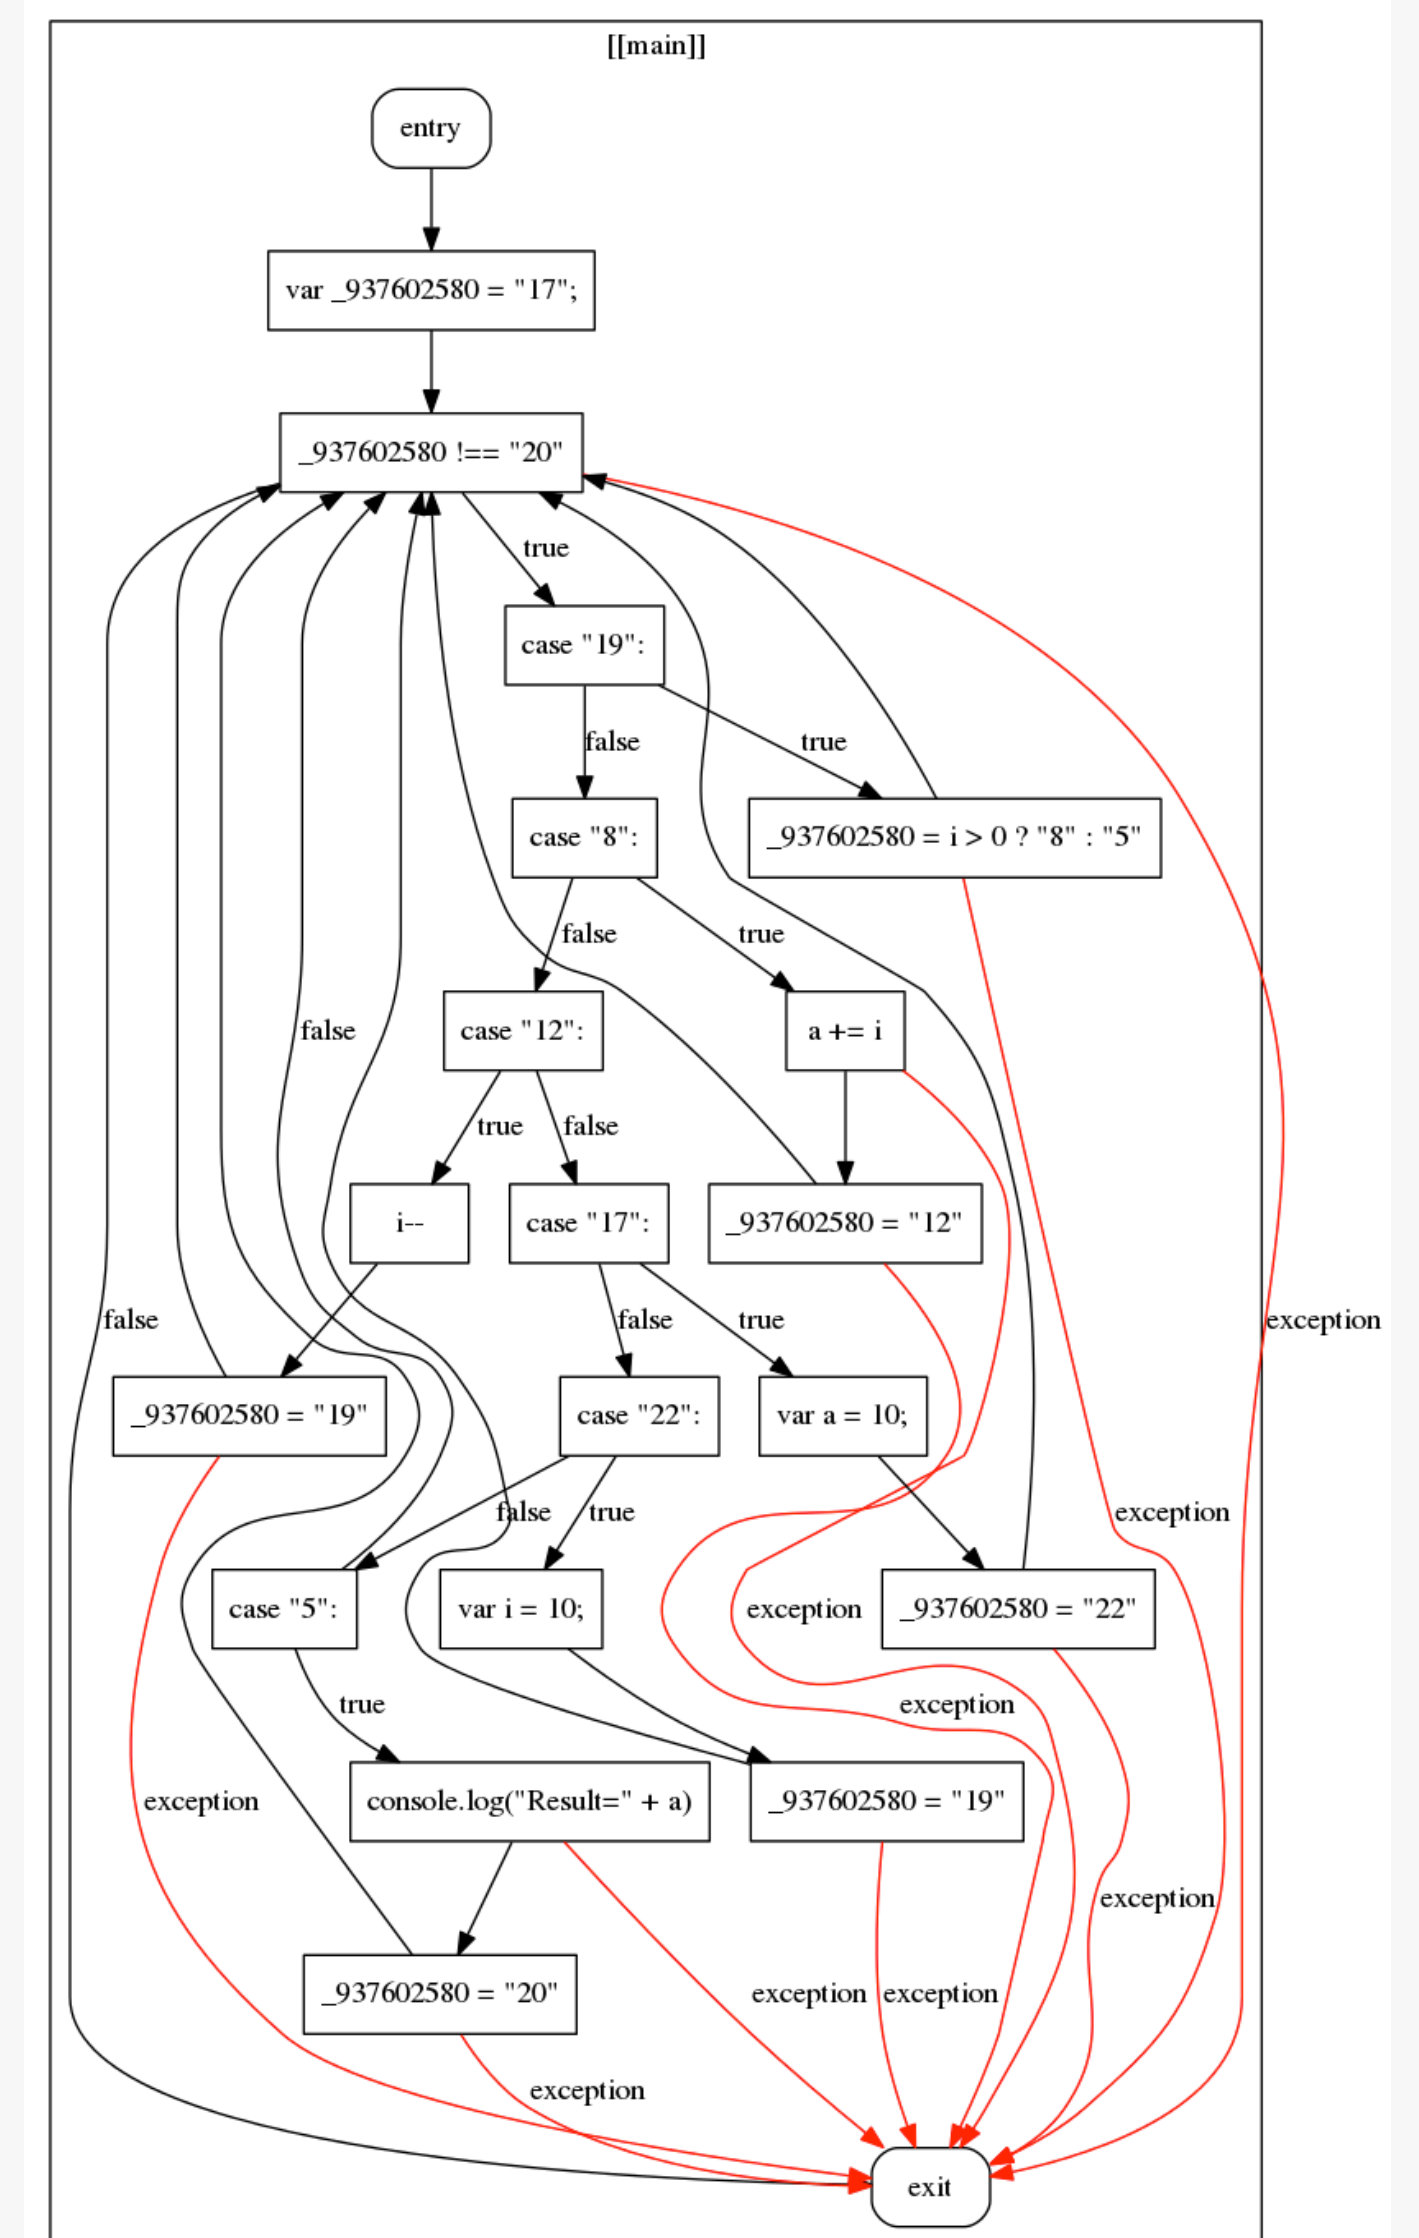 [[main]]
entry
var _937602580 = "17";
_937602580 !== "20"
true
case "19":
false
true
case "8":
_937602580 = i > 0 ? "8" : "5"
false
true
false
case "12":
a += i
true
false
i--
case "17":
_937602580 = "12"
false
false
true
exception
_937602580 = "19"
case "22":
var a = 10;
false
true
exception
case "5":
var i = 10;
exception
_937602580 = "22"
true
exception
exception
console.log("Result=" + a)
_937602580 = "19"
exception
_937602580 = "20"
exception
exception
exception
exit